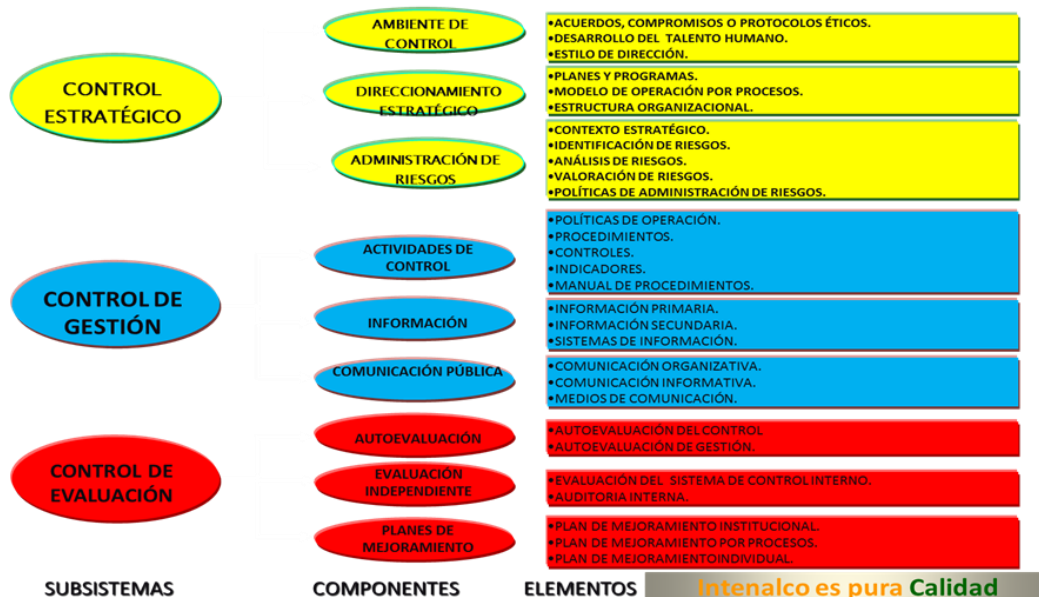 CONTROL
ESTRATÉGICO
AMBIENTE DE
CONTROL
•ACUERDOS, COMPROMISOS O PROTOCOLOS ÉTICOS.
•DESARROLLO DEL TALENTO HUMANO.
•ESTILO DE DIRECCIÓN.
DIRECCIONAMIENTO
ESTRATÉGICO
•PLANES Y PROGRAMAS.
•MODELO DE OPERACIÓN POR PROCESOS.
•ESTRUCTURA ORGANIZACIONAL.
ADMINISTRACIÓN DE
RIESGOS
•CONTEXTO ESTRATÉGICO.
•IDENTIFICACIÓN DE RIESGOS.
•ANÁLISIS DE RIESGOS.
•VALORACIÓN DE RIESGOS.
•POLÍTICAS DE ADMINISTRACIÓN DE RIESGOS.
CONTROL DE
GESTIÓN
ACTIVIDADES DE
CONTROL
•POLÍTICAS DE OPERACIÓN.
•PROCEDIMIENTOS.
•CONTROLES.
•INDICADORES.
•MANUAL DE PROCEDIMIENTOS.
INFORMACIÓN
•INFORMACIÓN PRIMARIA.
•INFORMACIÓN SECUNDARIA.
•SISTEMAS DE INFORMACIÓN.
COMUNICACIÓN PÚBLICA
•COMUNICACIÓN ORGANIZATIVA.
•COMUNICACIÓN INFORMATIVA.
•MEDIOS DE COMUNICACIÓN.
CONTROL DE
EVALUACIÓN
AUTOEVALUACIÓN
•AUTOEVALUACIÓN DEL CONTROL
•AUTOEVALUACIÓN DE GESTIÓN.
EVALUACIÓN
INDEPENDIENTE
•EVALUACIÓN DEL SISTEMA DE CONTROL INTERNO.
•AUDITORIA INTERNA.
PLANES DE
MEJORAMIENTO
•PLAN DE MEJORAMIENTO INSTITUCIONAL.
•PLAN DE MEJORAMIENTO POR PROCESOS.
•PLAN DE MEJORAMIENTOINDIVIDUAL.
SUBSISTEMAS
COMPONENTES
ELEMENTOS
Intenalco es pura Calidad